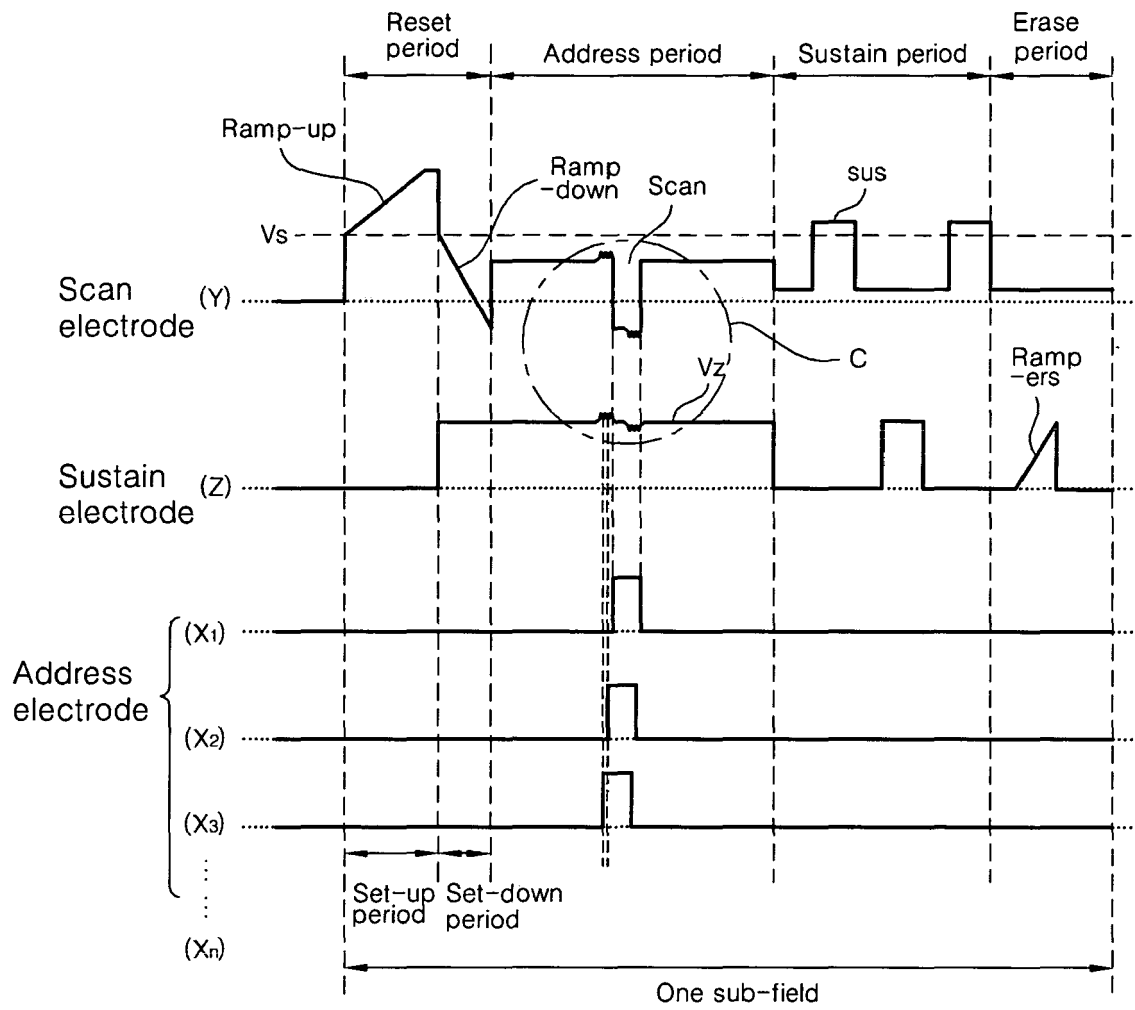 Reset
period
Address period
Sustain period
Erase
period
Ramp-up
Ramp
-down
Scan
sus
Vs
Scan
electrode
(Y)
C
Vz
Ramp
-ers
Sustain
electrode
(Z)
(X1)
Address
electrode
(X2)
(X3)
Set-up
period
Set-down
period
(Xn)
One sub-field